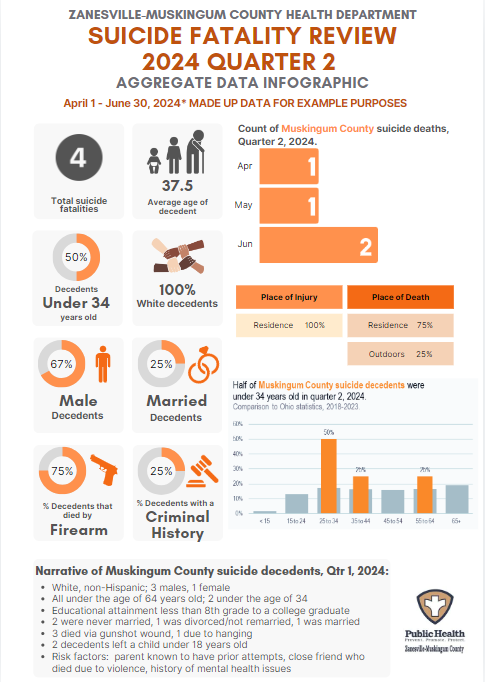 ZANESVILLE-MUSKINGUM COUNTY HEALTH DEPARTMENT
SUICIDE FATALITY REVIEW
2024 QUARTER 2
AGGREGATE DATA INFOGRAPHIC
April 1 - June 30, 2024* MADE UP DATA FOR EXAMPLE PURPOSES
4
Total suicide
fatalities
37.5
Average age of
decedent
Count of Muskingum County suicide deaths,
Quarter 2, 2024.
Apr 1
May 1
Jun 2
50%
Decedents
Under 34
years old
100%
White decedents
Place of Injury
Residence 100%
Place of Death
Residence 75%
Outdoors 25%
67%
Male
Decedents
25%
Married
Decedents
Half of Muskingum County suicide decedents were
under 34 years old in quarter 2, 2024.
Comparison to Ohio statistics, 2018-2023.
60%
50%
40%
30%
20%
10%
0%
50%
25%
25%
< 15
15 to 24
25 to 34
35 to 44
45 to 54
55 to 64
65+
75%
% Decedents that
died by
Firearm
25%
% Decedents with a
Criminal
History
Narrative of Muskingum County suicide decedents, Qtr 1, 2024:
• White, non-Hispanic; 3 males, 1 female
• All under the age of 64 years old; 2 under the age of 34
• Educational attainment less than 8th grade to a college graduate
• 2 were never married, 1 was divorced/not remarried, 1 was married
• 3 died via gunshot wound, 1 due to hanging
• 2 decedents left a child under 18 years old
• Risk factors: parent known to have prior attempts, close friend who
died due to violence, history of mental health issues
Public Health
Prevent. Promote. Protect.
Zanesville-Muskingum County